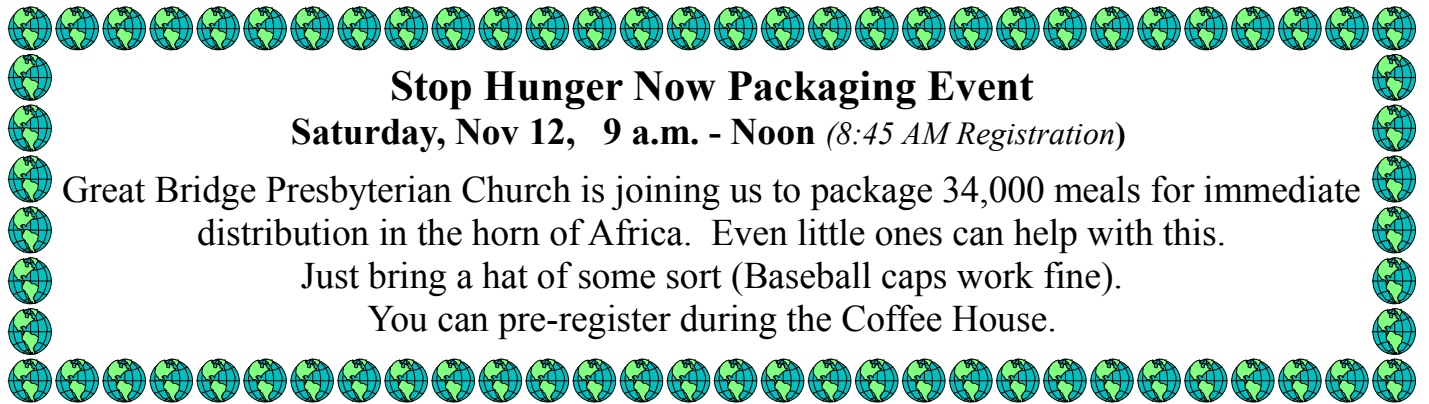 Stop Hunger Now Packaging Event
Saturday, Nov 12,   9 a.m. - Noon (8:45 AM Registration)
Great Bridge Presbyterian Church is joining us to package 34,000 meals for immediate
distribution in the horn of Africa.  Even little ones can help with this.
Just bring a hat of some sort (Baseball caps work fine).
You can pre-register during the Coffee House.